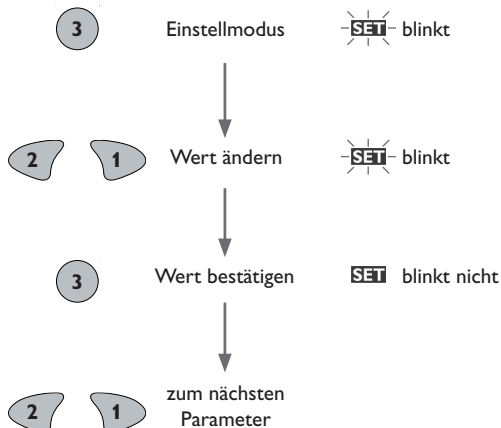 3 Einstellmodus SET blinkt
2 1 Wert ändern SET blinkt
3 Wert bestätigen SET blinkt nicht
zum nächsten
2 1 Parameter